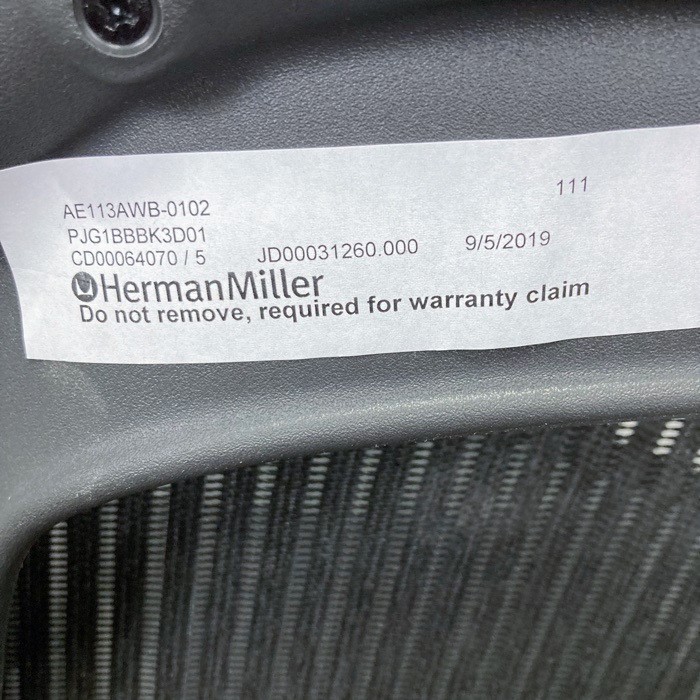 111
AE113AWB-0102
PJG1BBBK3D01
CD00064070 / 5 JD00031260.000 9/5/2019
HermanMiller
Do not remove, required for warranty claim